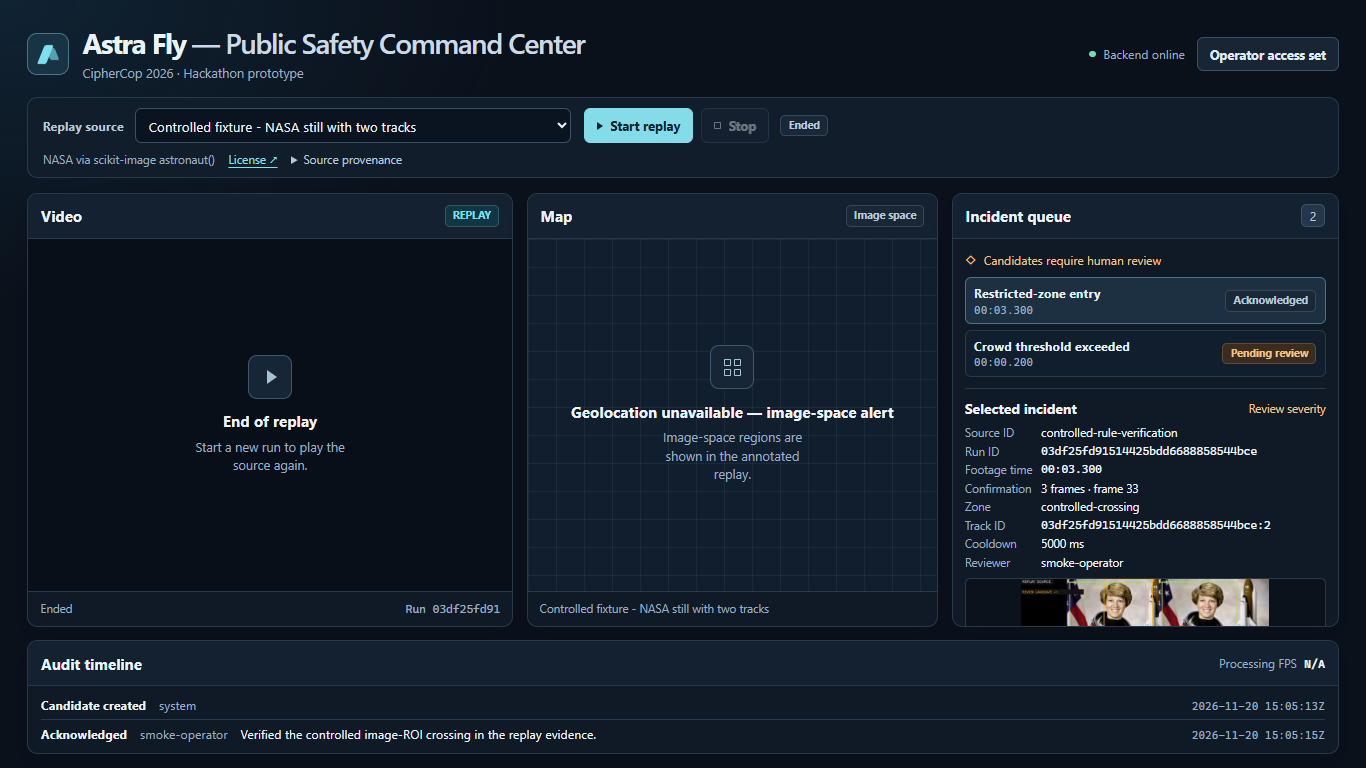 Astra Fly — Public Safety Command Center
CipherCop 2026 · Hackathon prototype
Backend online
Operator access set
Replay source
Controlled fixture - NASA still with two tracks
Start replay
Stop
Ended
NASA via scikit-image astronaut()
License ↗
Source provenance
Video
REPLAY
End of replay
Start a new run to play the
source again.
Ended
Run 03df25fd91
Map
Image space
Geolocation unavailable — image-space alert
Image-space regions are
shown in the annotated
replay.
Controlled fixture - NASA still with two tracks
Incident queue
2
Candidates require human review
Restricted-zone entry
00:03.300
Acknowledged
Crowd threshold exceeded
00:00.200
Pending review
Selected incident
Review severity
Source ID controlled-rule-verification
Run ID 03df25fd91514425bdd6688858544bce
Footage time 00:03.300
Confirmation 3 frames · frame 33
Zone controlled-crossing
Track ID 03df25fd91514425bdd6688858544bce:2
Cooldown 5000 ms
Reviewer smoke-operator
REPLAY SOURCE
Audit timeline
Processing FPS N/A
Candidate created system 2026-11-20 15:05:13Z
Acknowledged smoke-operator Verified the controlled image-ROI crossing in the replay evidence. 2026-11-20 15:05:15Z